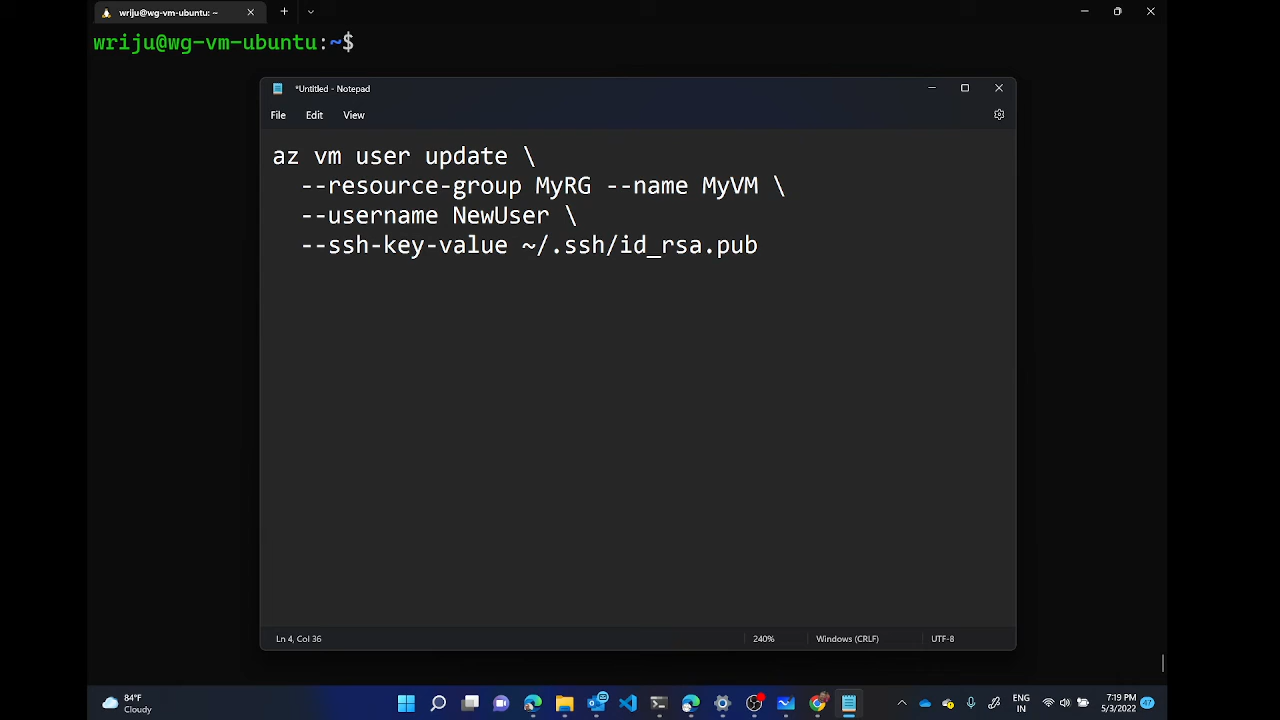 wriju@wg-vm-ubuntu: ~
wriju@wg-vm-ubuntu:~$
*Untitled - Notepad
File Edit View
az vm user update \
--resource-group MyRG --name MyVM \
--username NewUser \
--ssh-key-value ~/.ssh/id_rsa.pub
Ln 4, Col 36 240% Windows (CRLF) UTF-8
84°F
Cloudy
ENG
IN
7:19 PM
5/3/2022
47